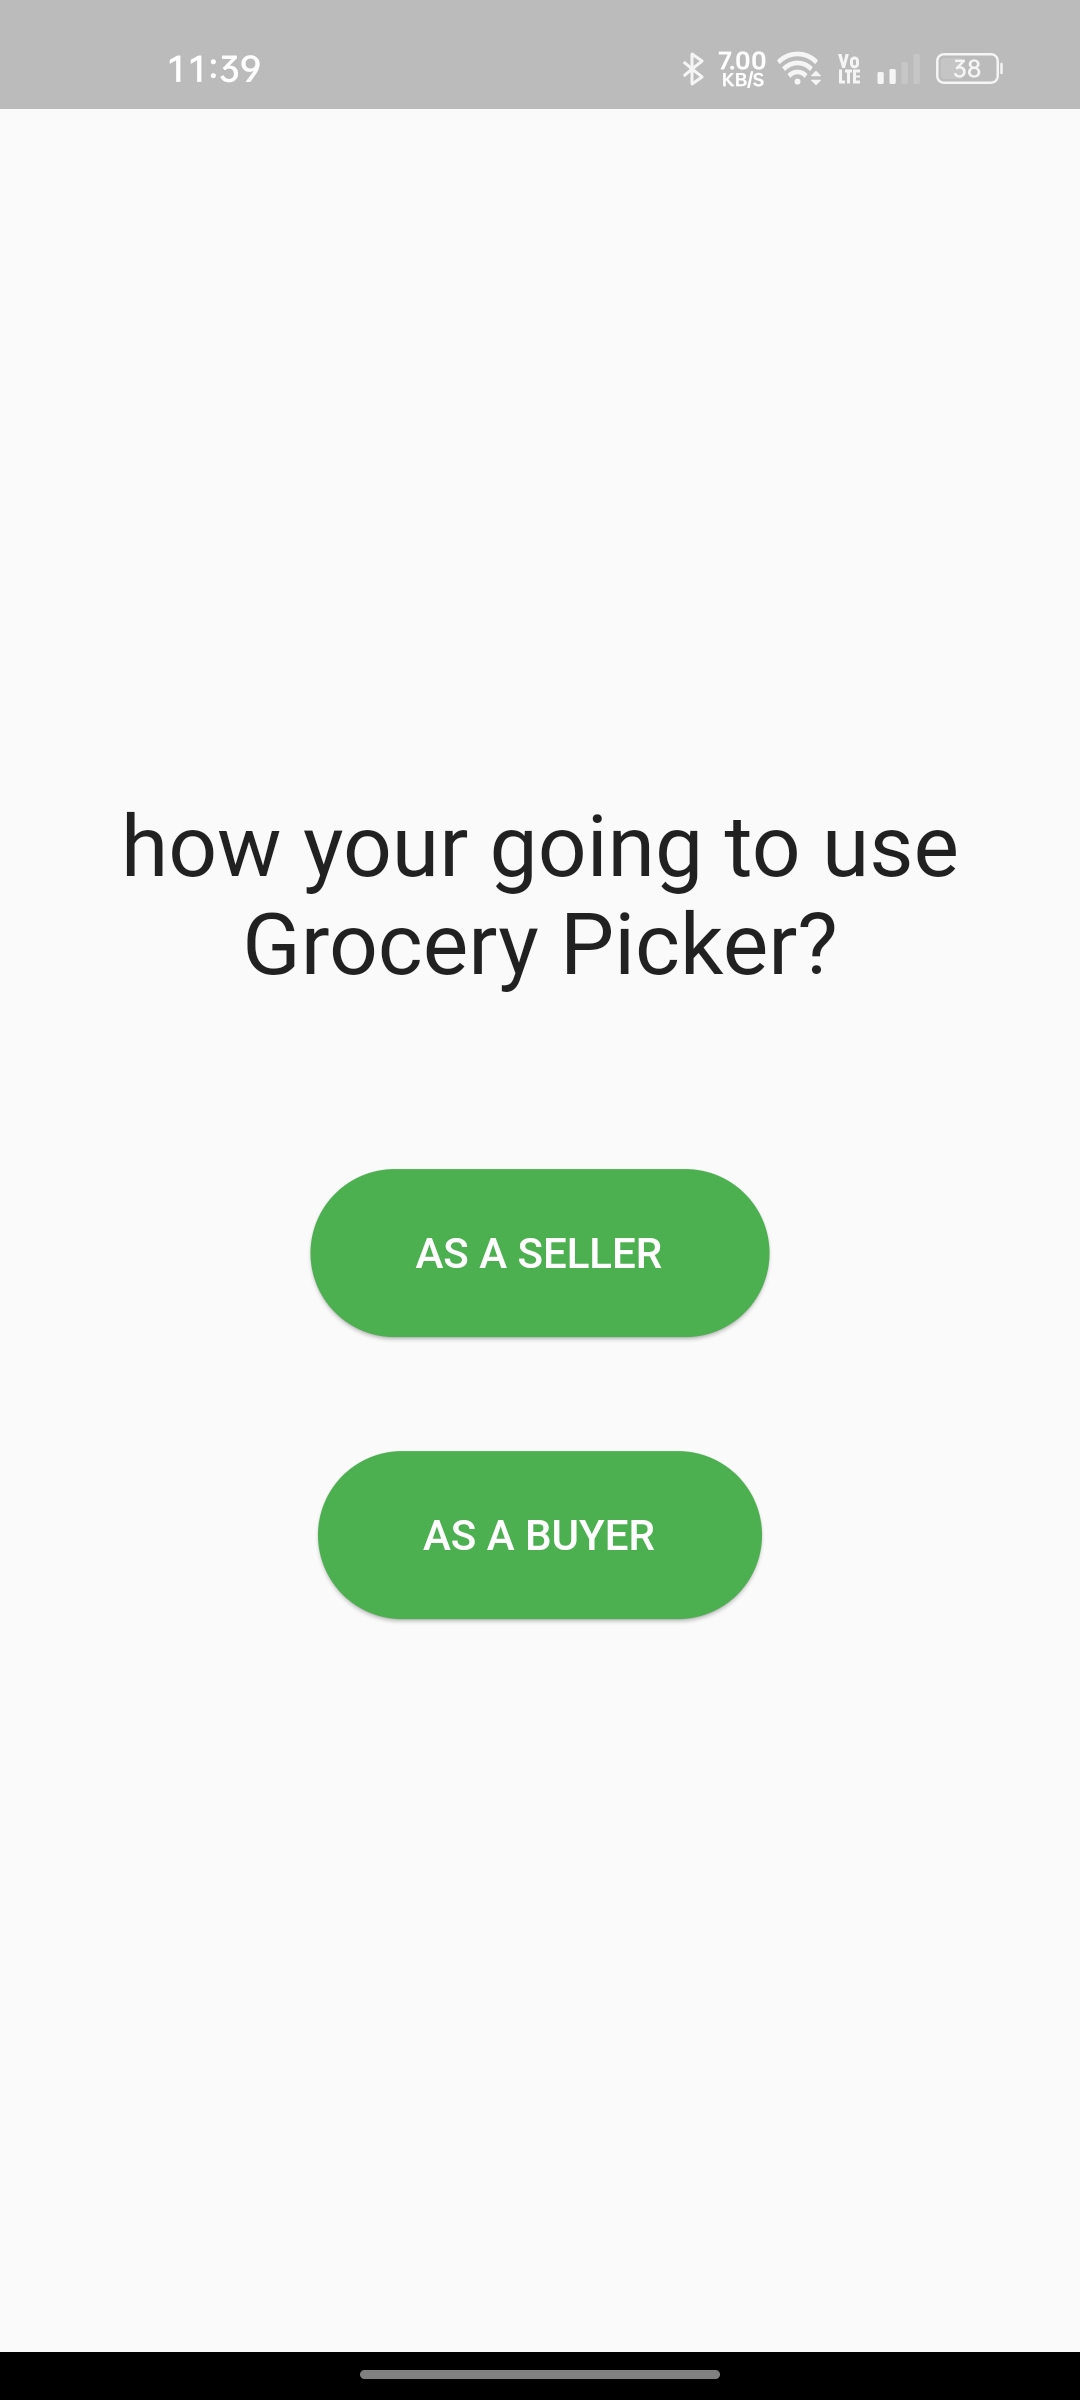 11:39
7.00
KB/S
Vo
LTE
38
how your going to use
Grocery Picker?
AS A SELLER
AS A BUYER